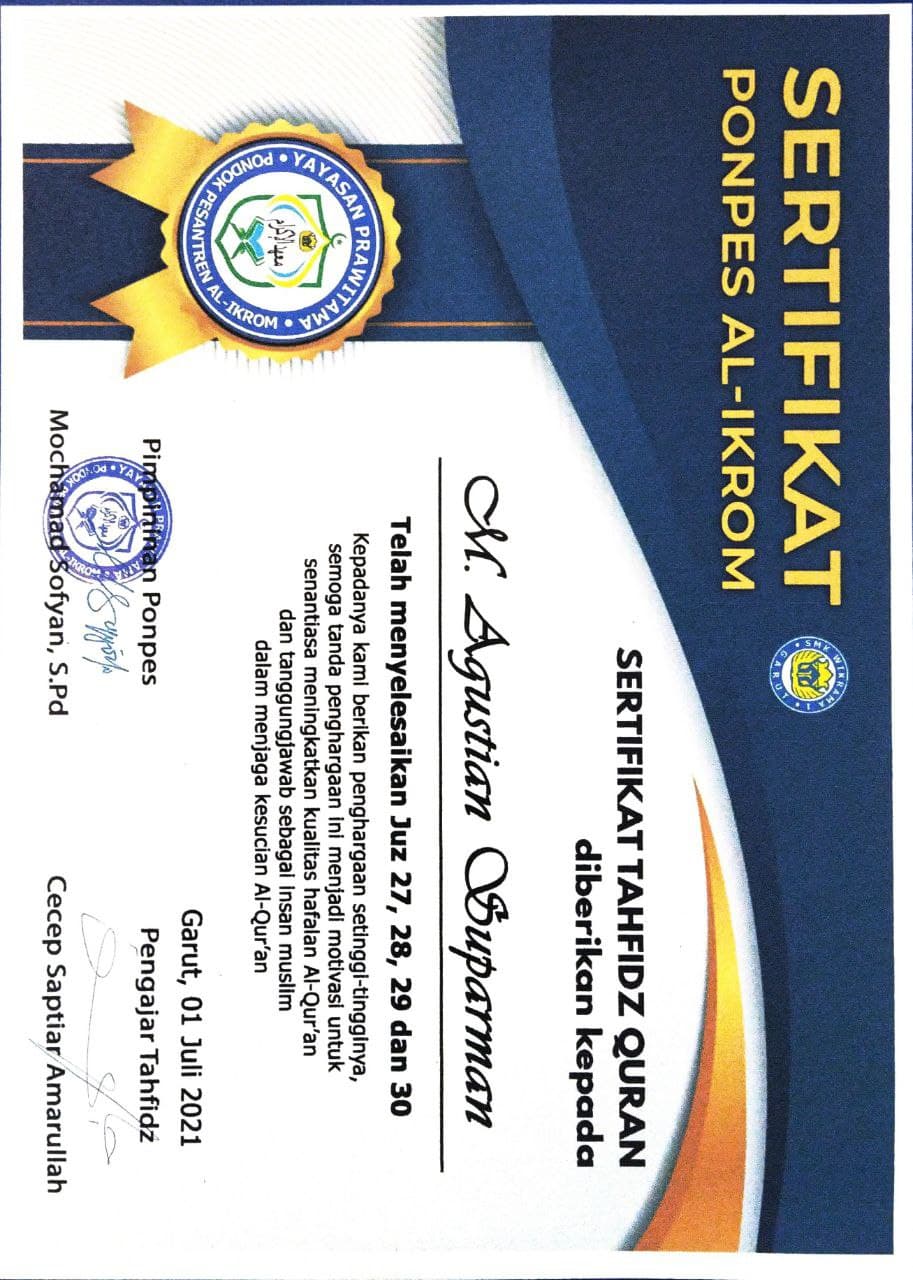 SERTIFIKAT
PONPES AL-IKROM
SMK WIKRAMA 1
GARUT
SERTIFIKAT TAHFIDZ QURAN
diberikan kepada
M. Agustian Suparman
Telah menyelesaikan Juz 27, 28, 29 dan 30
Kepadanya kami berikan penghargaan setinggi-tingginya,
semoga tanda penghargaan ini menjadi motivasi untuk
senantiasa meningkatkan kualitas hafalan Al-Qur’an
dan tanggungjawab sebagai insan muslim
dalam menjaga kesucian Al-Qur’an
YAYASAN PRAWITAMA
معهد الإكرام
PONDOK PESANTREN AL-IKROM
Garut, 01 Juli 2021
Pimpininan Ponpes
Pengajar Tahfidz
Mochamad Sofyan, S.Pd
Cecep Saptiar Amarullah